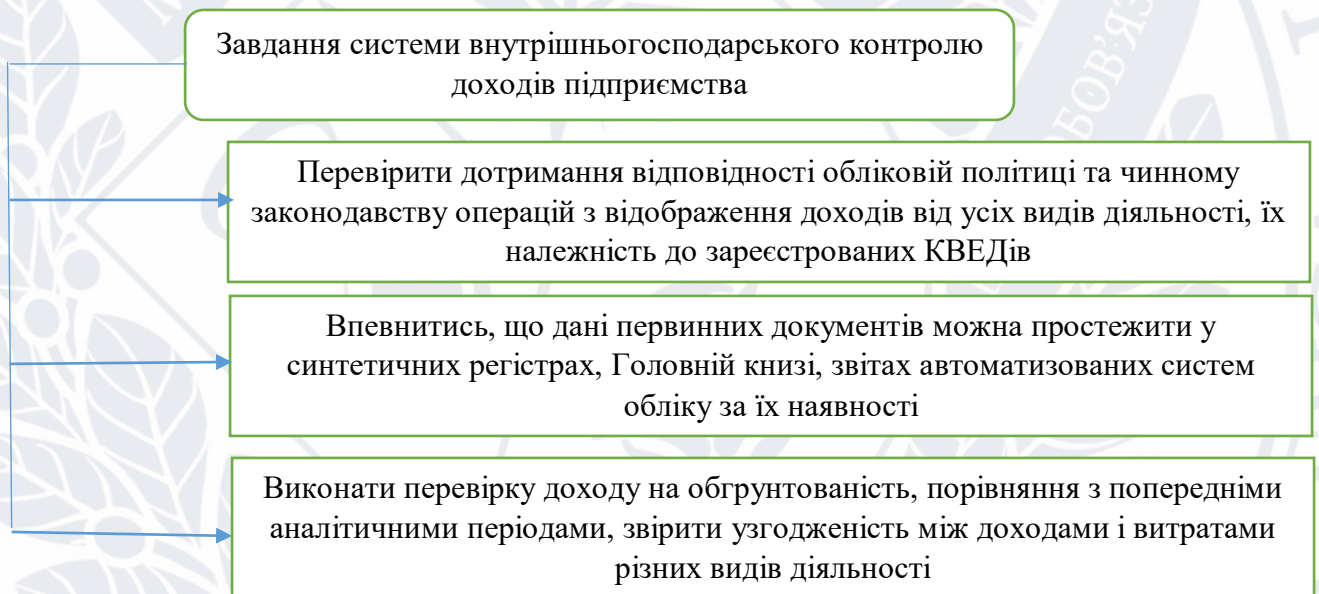 Завдання системи внутрішньогосподарського контролю
доходів підприємства
Перевірити дотримання відповідності обліковій політиці та чинному
законодавству операцій з відображення доходів від усіх видів діяльності, їх
належність до зареєстрованих КВЕДів
Впевнитись, що дані первинних документів можна простежити у
синтетичних регістрах, Головній книзі, звітах автоматизованих систем
обліку за їх наявності
Виконати перевірку доходу на обгрунтованість, порівняння з попередніми
аналітичними періодами, звірити узгодженість між доходами і витратами
різних видів діяльності